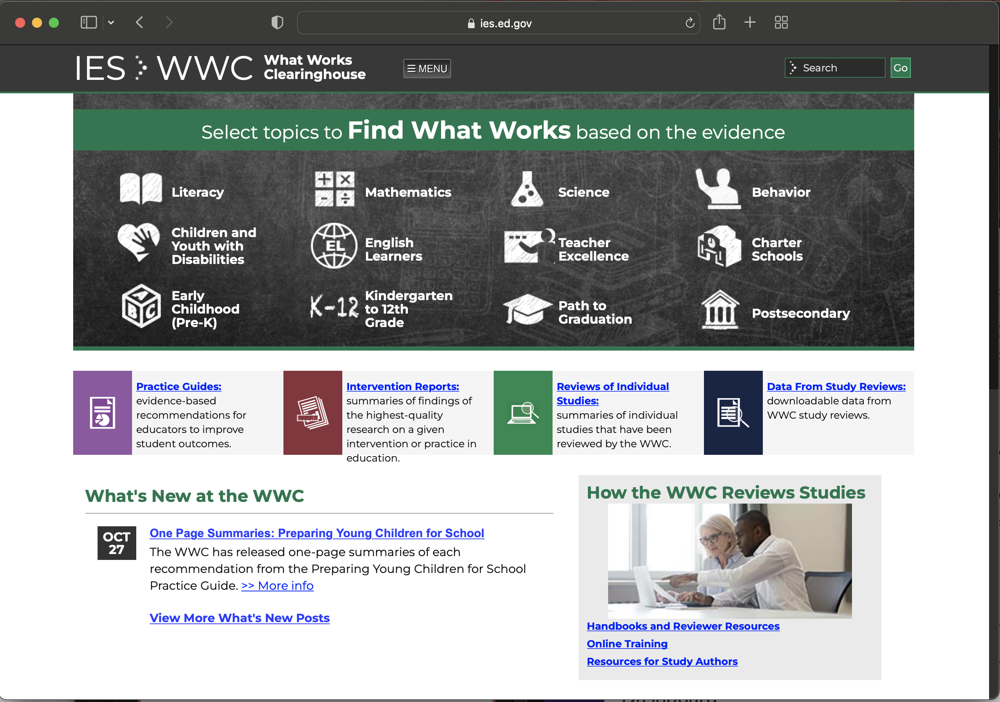 ies.ed.gov
IES WWC What Works
Clearinghouse
☰ MENU
Search
Go
Select topics to Find What Works based on the evidence
Literacy
Mathematics
Science
Behavior
Children and
Youth with
Disabilities
EL
English
Learners
Teacher
Excellence
Charter
Schools
A B C
Early
Childhood
(Pre-K)
K-12
Kindergarten
to 12th
Grade
Path to
Graduation
Postsecondary
Practice Guides:
evidence-based
recommendations for
educators to improve
student outcomes.
Intervention Reports:
summaries of findings of
the highest-quality
research on a given
intervention or practice in
education.
Reviews of Individual
Studies:
summaries of individual
studies that have been
reviewed by the WWC.
Data From Study Reviews:
downloadable data from
WWC study reviews.
What's New at the WWC
OCT
27
One Page Summaries: Preparing Young Children for School
The WWC has released one-page summaries of each
recommendation from the Preparing Young Children for School
Practice Guide. >> More info
View More What's New Posts
How the WWC Reviews Studies
Handbooks and Reviewer Resources
Online Training
Resources for Study Authors